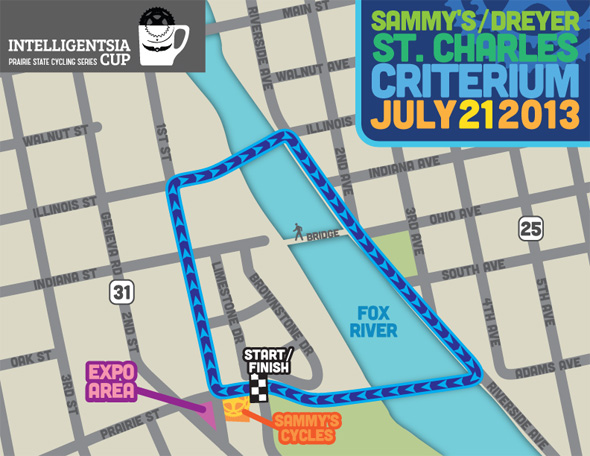 INTELLIGENTSIA
CUP
PRAIRIE STATE CYCLING SERIES
SAMMY'S/DREYER
ST. CHARLES
CRITERIUM
JULY 21 2013
MAIN ST
RIVERSIDE AVE
WALNUT AVE
ILLINOIS
2ND AVE
INDIANA AVE
3RD AVE
OHIO AVE
25
SOUTH AVE
4TH AVE
5TH AVE
ADAMS AVE
RIVERSIDE AVE
WALNUT ST
1ST ST
ILLINOIS ST
GENEVA RD
INDIANA ST
31
2ND ST
OAK ST
3RD ST
PRAIRIE ST
LIMESTONE DR
BROWNSTONE DR
BRIDGE
FOX
RIVER
START/
FINISH
EXPO
AREA
SAMMY'S
CYCLES